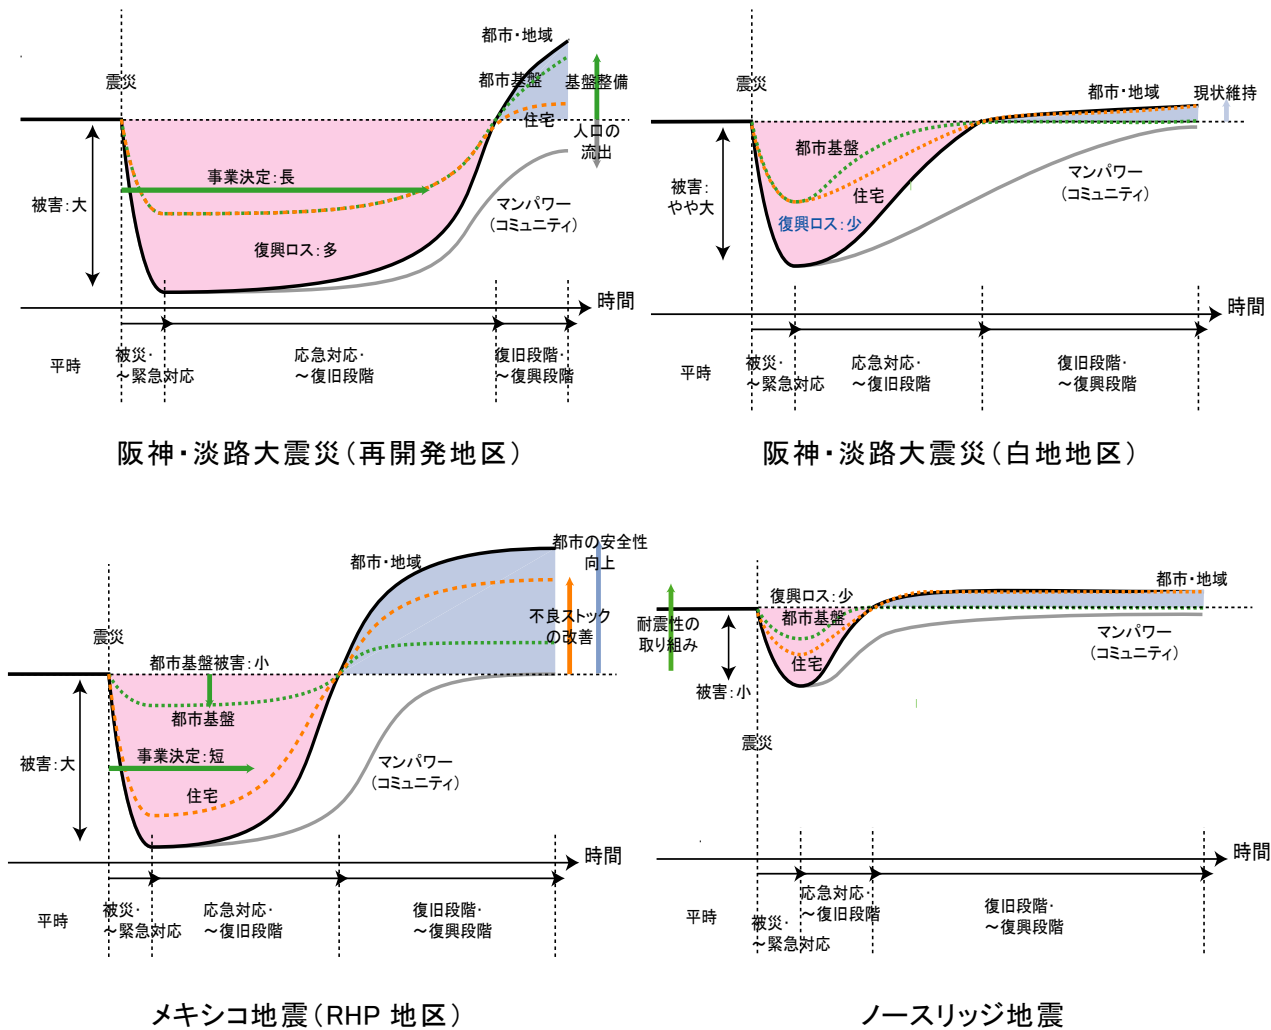 都市・地域
都市基盤
基盤整備
震災
住宅
人口の
流出
事業決定：長
被害：大
マンパワー
（コミュニティ）
復興ロス：多
時間
平時
被災・
～緊急対応
応急対応・
～復旧段階
復旧段階・
～復興段階
阪神・淡路大震災（再開発地区）
震災
都市・地域
現状維持
都市基盤
被害：
やや大
住宅
マンパワー
（コミュニティ）
復興ロス：少
時間
平時
被災・
～緊急対応
応急対応・
～復旧段階
復旧段階・
～復興段階
阪神・淡路大震災（白地地区）
都市・地域
都市の安全性
向上
不良ストック
の改善
震災
都市基盤被害：小
都市基盤
事業決定：短
被害：大
住宅
マンパワー
（コミュニティ）
時間
平時
被災・
～緊急対応
応急対応・
～復旧段階
復旧段階・
～復興段階
メキシコ地震（RHP 地区）
都市・地域
復興ロス：少
都市基盤
耐震性の
取り組み
住宅
マンパワー
（コミュニティ）
被害：小
震災
時間
平時
被災・
～緊急対応
応急対応・
～復旧段階
復旧段階・
～復興段階
ノースリッジ地震